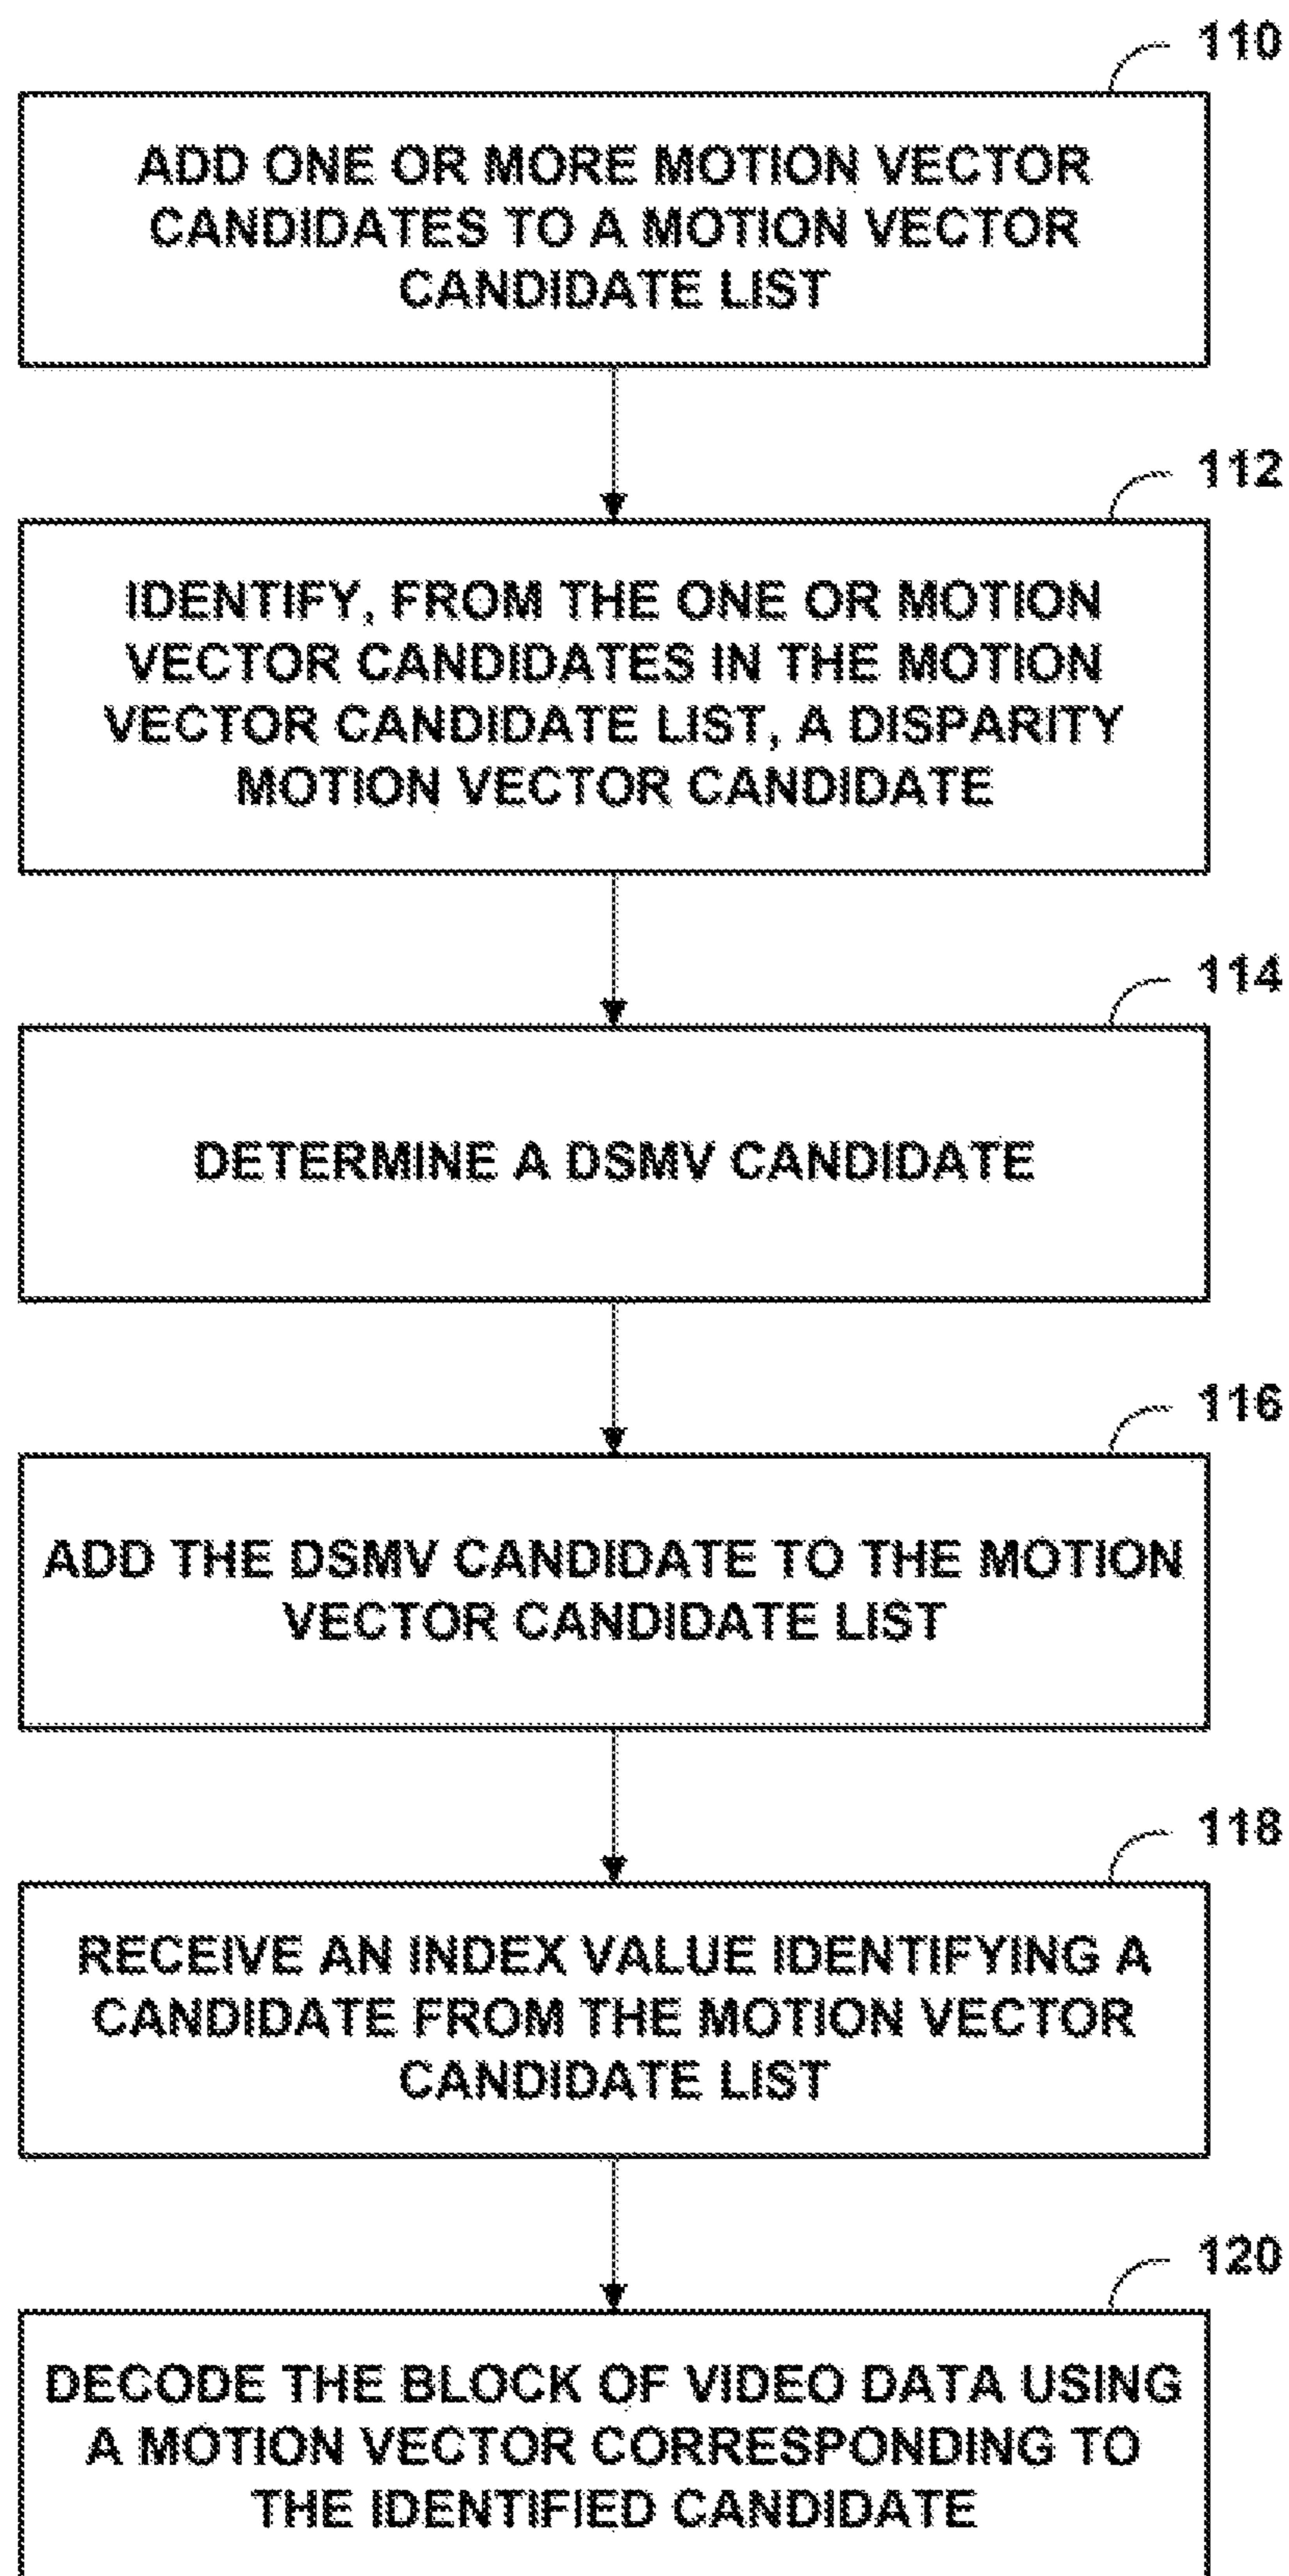 110
ADD ONE OR MORE MOTION VECTOR
CANDIDATES TO A MOTION VECTOR
CANDIDATE LIST
112
IDENTIFY, FROM THE ONE OR MOTION
VECTOR CANDIDATES IN THE MOTION
VECTOR CANDIDATE LIST, A DISPARITY
MOTION VECTOR CANDIDATE
114
DETERMINE A DSMV CANDIDATE
116
ADD THE DSMV CANDIDATE TO THE MOTION
VECTOR CANDIDATE LIST
118
RECEIVE AN INDEX VALUE IDENTIFYING A
CANDIDATE FROM THE MOTION VECTOR
CANDIDATE LIST
120
DECODE THE BLOCK OF VIDEO DATA USING
A MOTION VECTOR CORRESPONDING TO
THE IDENTIFIED CANDIDATE